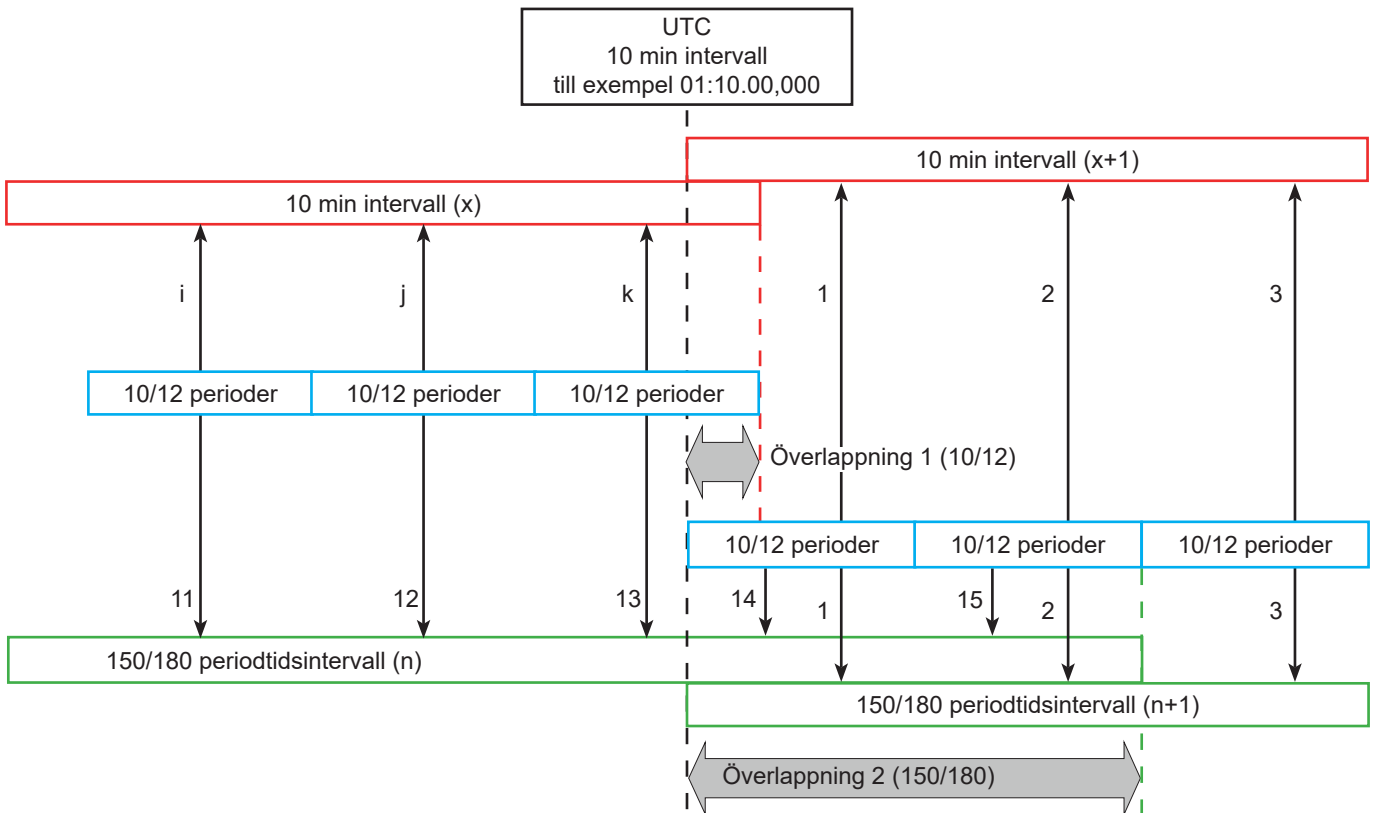 UTC
10 min intervall
till exempel 01:10.00,000
10 min intervall (x+1)
10 min intervall (x)
i
j
k
1
2
3
10/12 perioder
10/12 perioder
10/12 perioder
Överlappning 1 (10/12)
10/12 perioder
10/12 perioder
10/12 perioder
11
12
13
14
1
15
2
3
150/180 periodtidsintervall (n)
150/180 periodtidsintervall (n+1)
Överlappning 2 (150/180)